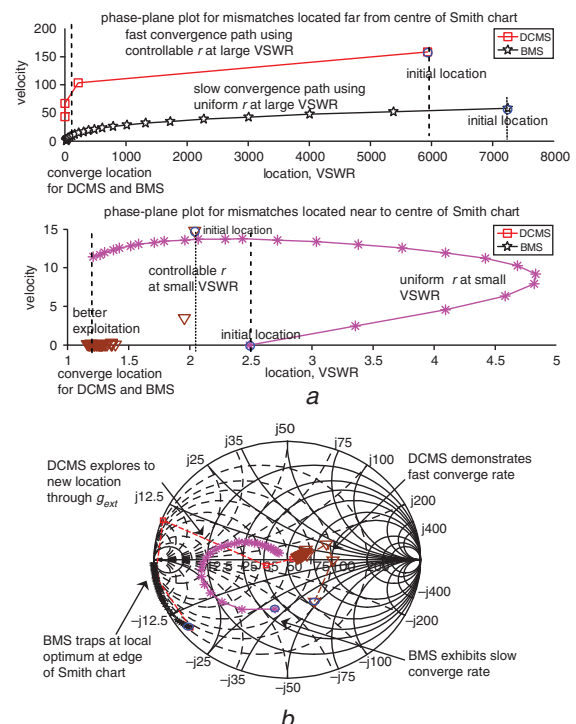 phase-plane plot for mismatches located far from centre of Smith chart
200
150
100
50
0
velocity
fast convergence path using
controllable r at large VSWR
DCMS
BMS
initial location
slow convergence path using
uniform r at large VSWR
initial location
0 1000 2000 3000 4000 5000 6000 7000 8000
converge location
for DCMS and BMS
location, VSWR
phase-plane plot for mismatches located near to centre of Smith chart
15
10
5
0
velocity
initial location
DCMS
BMS
controllable r
at small VSWR
uniform r at small
VSWR
better
exploitation
initial location
1 1.5 2 2.5 3 3.5 4 4.5 5
converge location
for DCMS and BMS
location, VSWR
a
j50
j35
j75
j25
j100
DCMS explores to
new location
through g_ext
DCMS demonstrates
fast converge rate
j12.5
j200
j400
12.5 25 50 75 100
–j12.5
–j400
–j200
–j25
–j100
–j35
–j75
–j50
BMS traps at local
optimum at edge
of Smith chart
BMS exhibits slow
converge rate
b